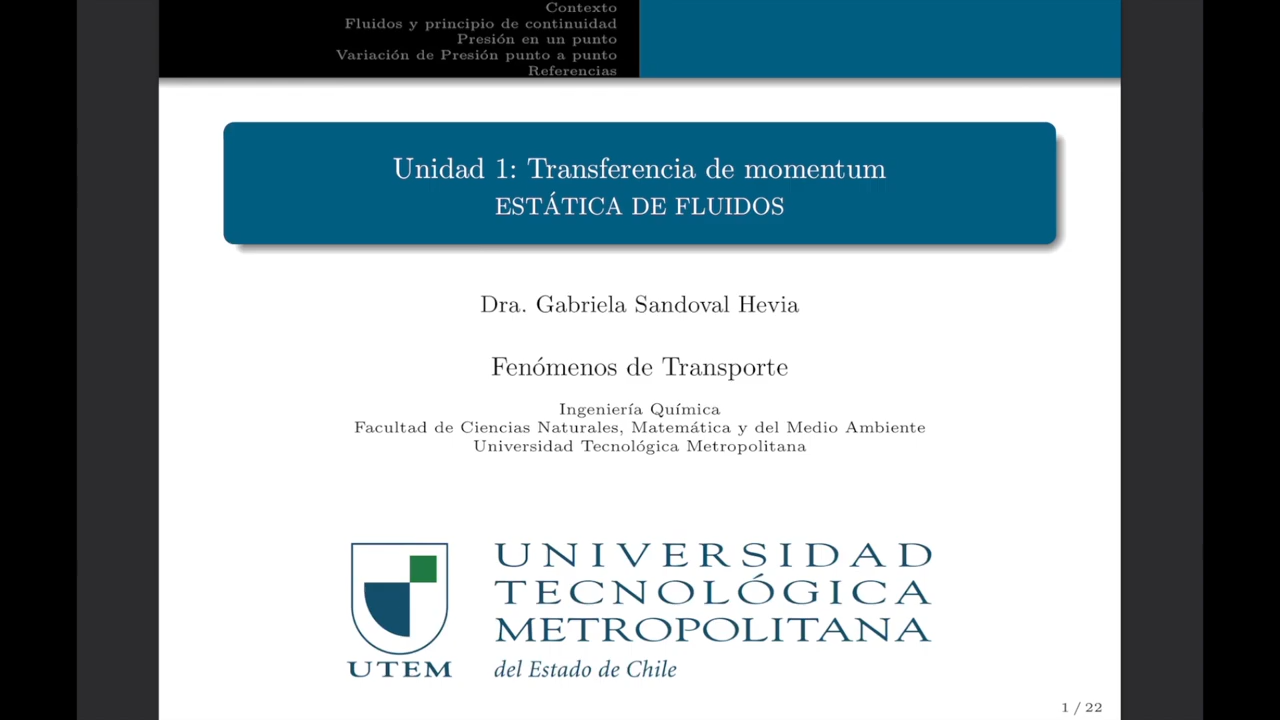 Contexto
Fluidos y principio de continuidad
Presión en un punto
Variación de Presión punto a punto
Referencias
Unidad 1: Transferencia de momentum
ESTÁTICA DE FLUIDOS
Dra. Gabriela Sandoval Hevia
Fenómenos de Transporte
Ingeniería Química
Facultad de Ciencias Naturales, Matemática y del Medio Ambiente
Universidad Tecnológica Metropolitana
UTEM
UNIVERSIDAD
TECNOLÓGICA
METROPOLITANA
del Estado de Chile
1 / 22